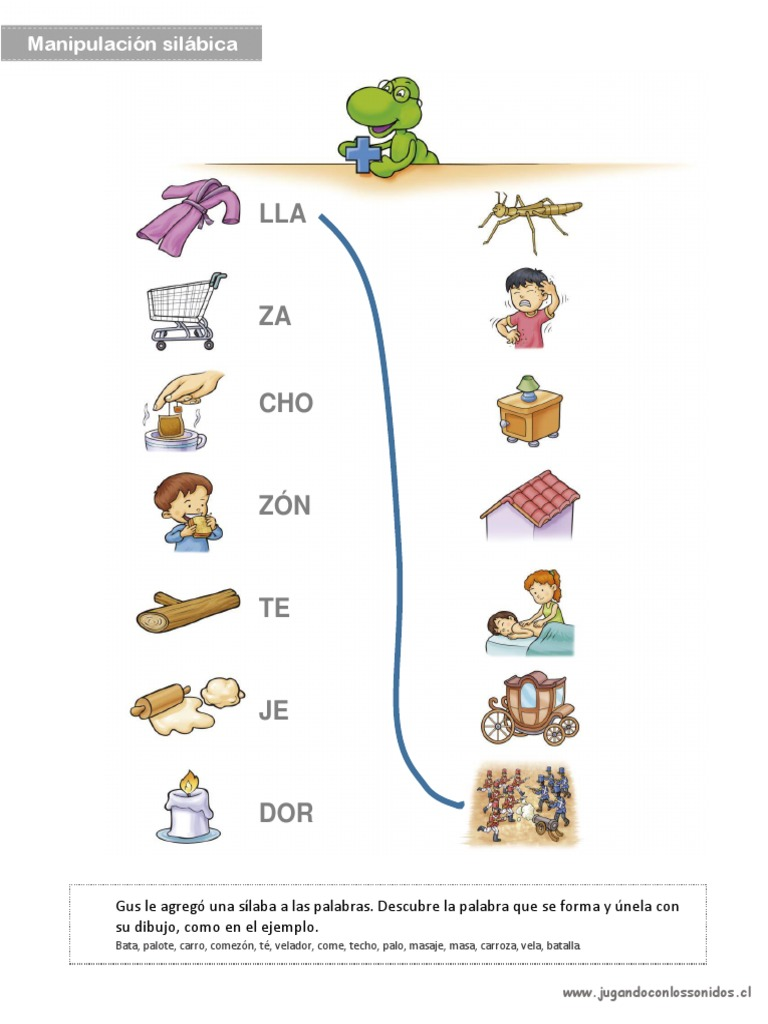 Manipulación silábica
LLA
ZA
CHO
ZÓN
TE
JE
DOR
Gus le agregó una sílaba a las palabras. Descubre la palabra que se forma y únela con
su dibujo, como en el ejemplo.
Bata, palote, carro, comezón, té, velador, come, techo, palo, masaje, masa, carroza, vela, batalla.
www.jugandoconlossonidos.cl